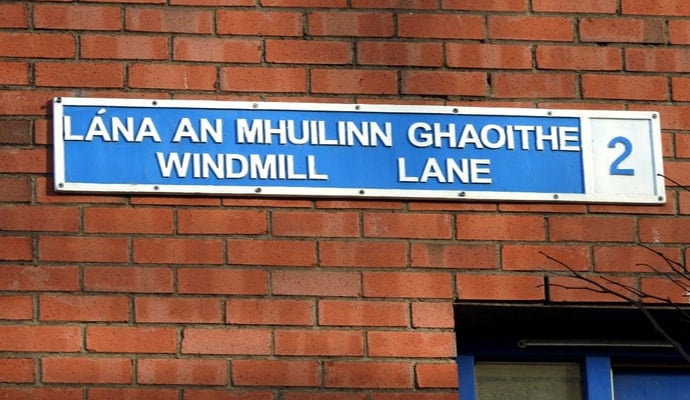 LÁNA AN MHUILINN GHAOITHE
WINDMILL LANE
2